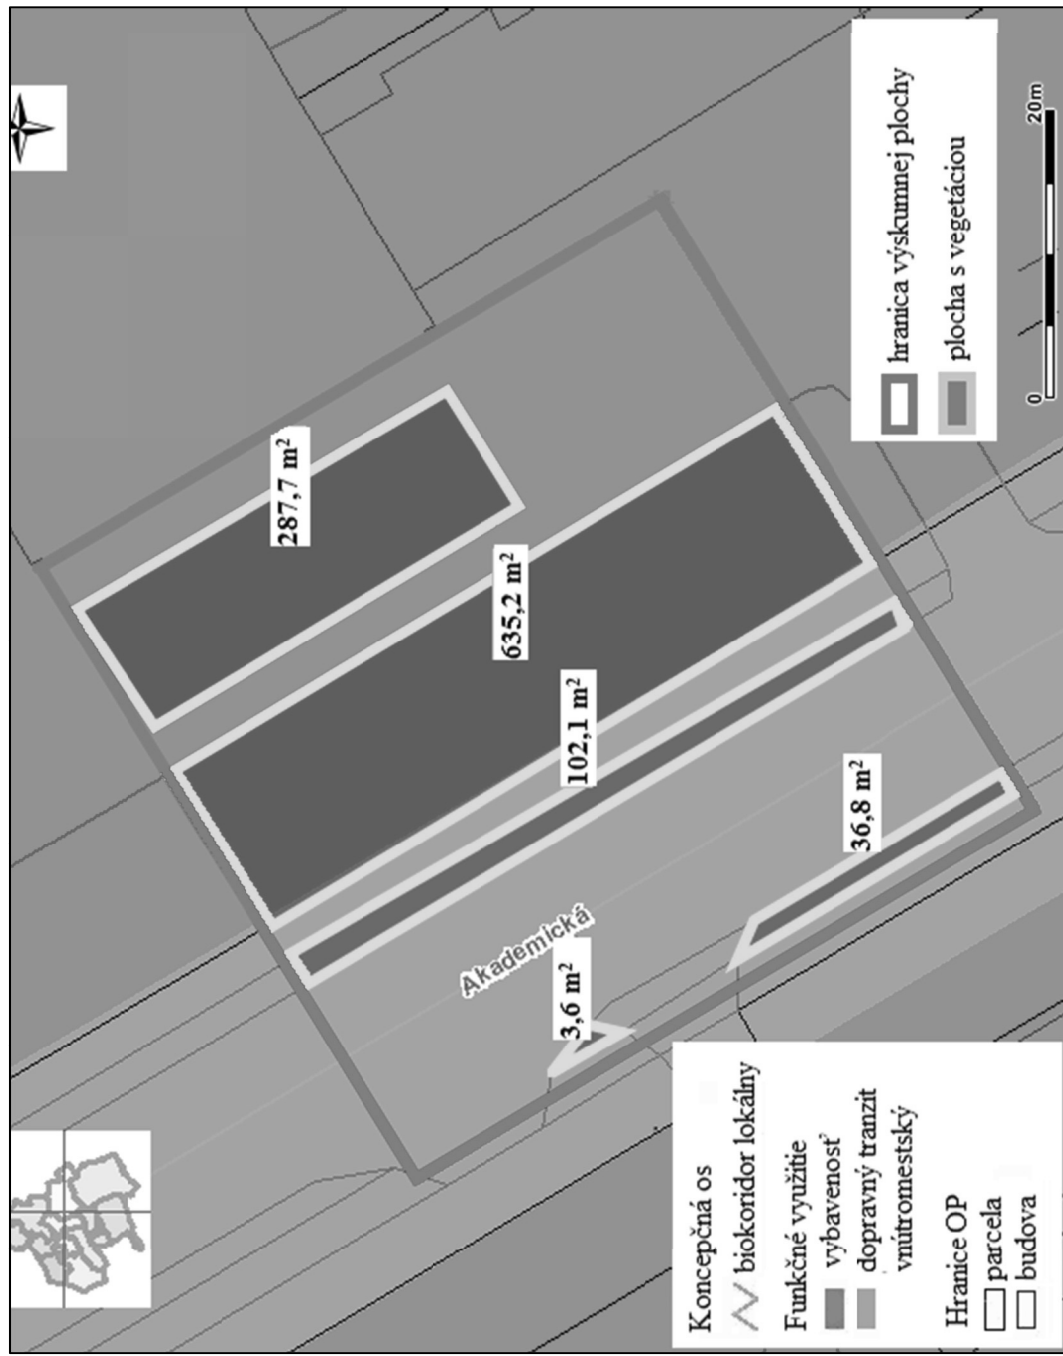 287,7 m²
635,2 m²
102,1 m²
36,8 m²
3,6 m²
Akademická
Koncepčná os
biokoridor lokálny
Funkčné využitie
vybavenosť
dopravný tranzit
vnútromestský
Hranice OP
parcela
budova
hranica výskumnej plochy
plocha s vegetáciou
0 20m